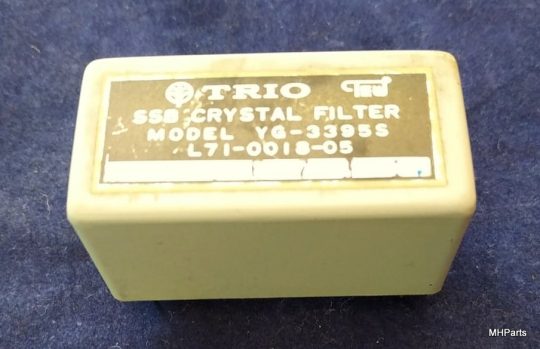 TRIO
SSB CRYSTAL FILTER
MODEL YG-3395S
L71-0018-05
MHParts